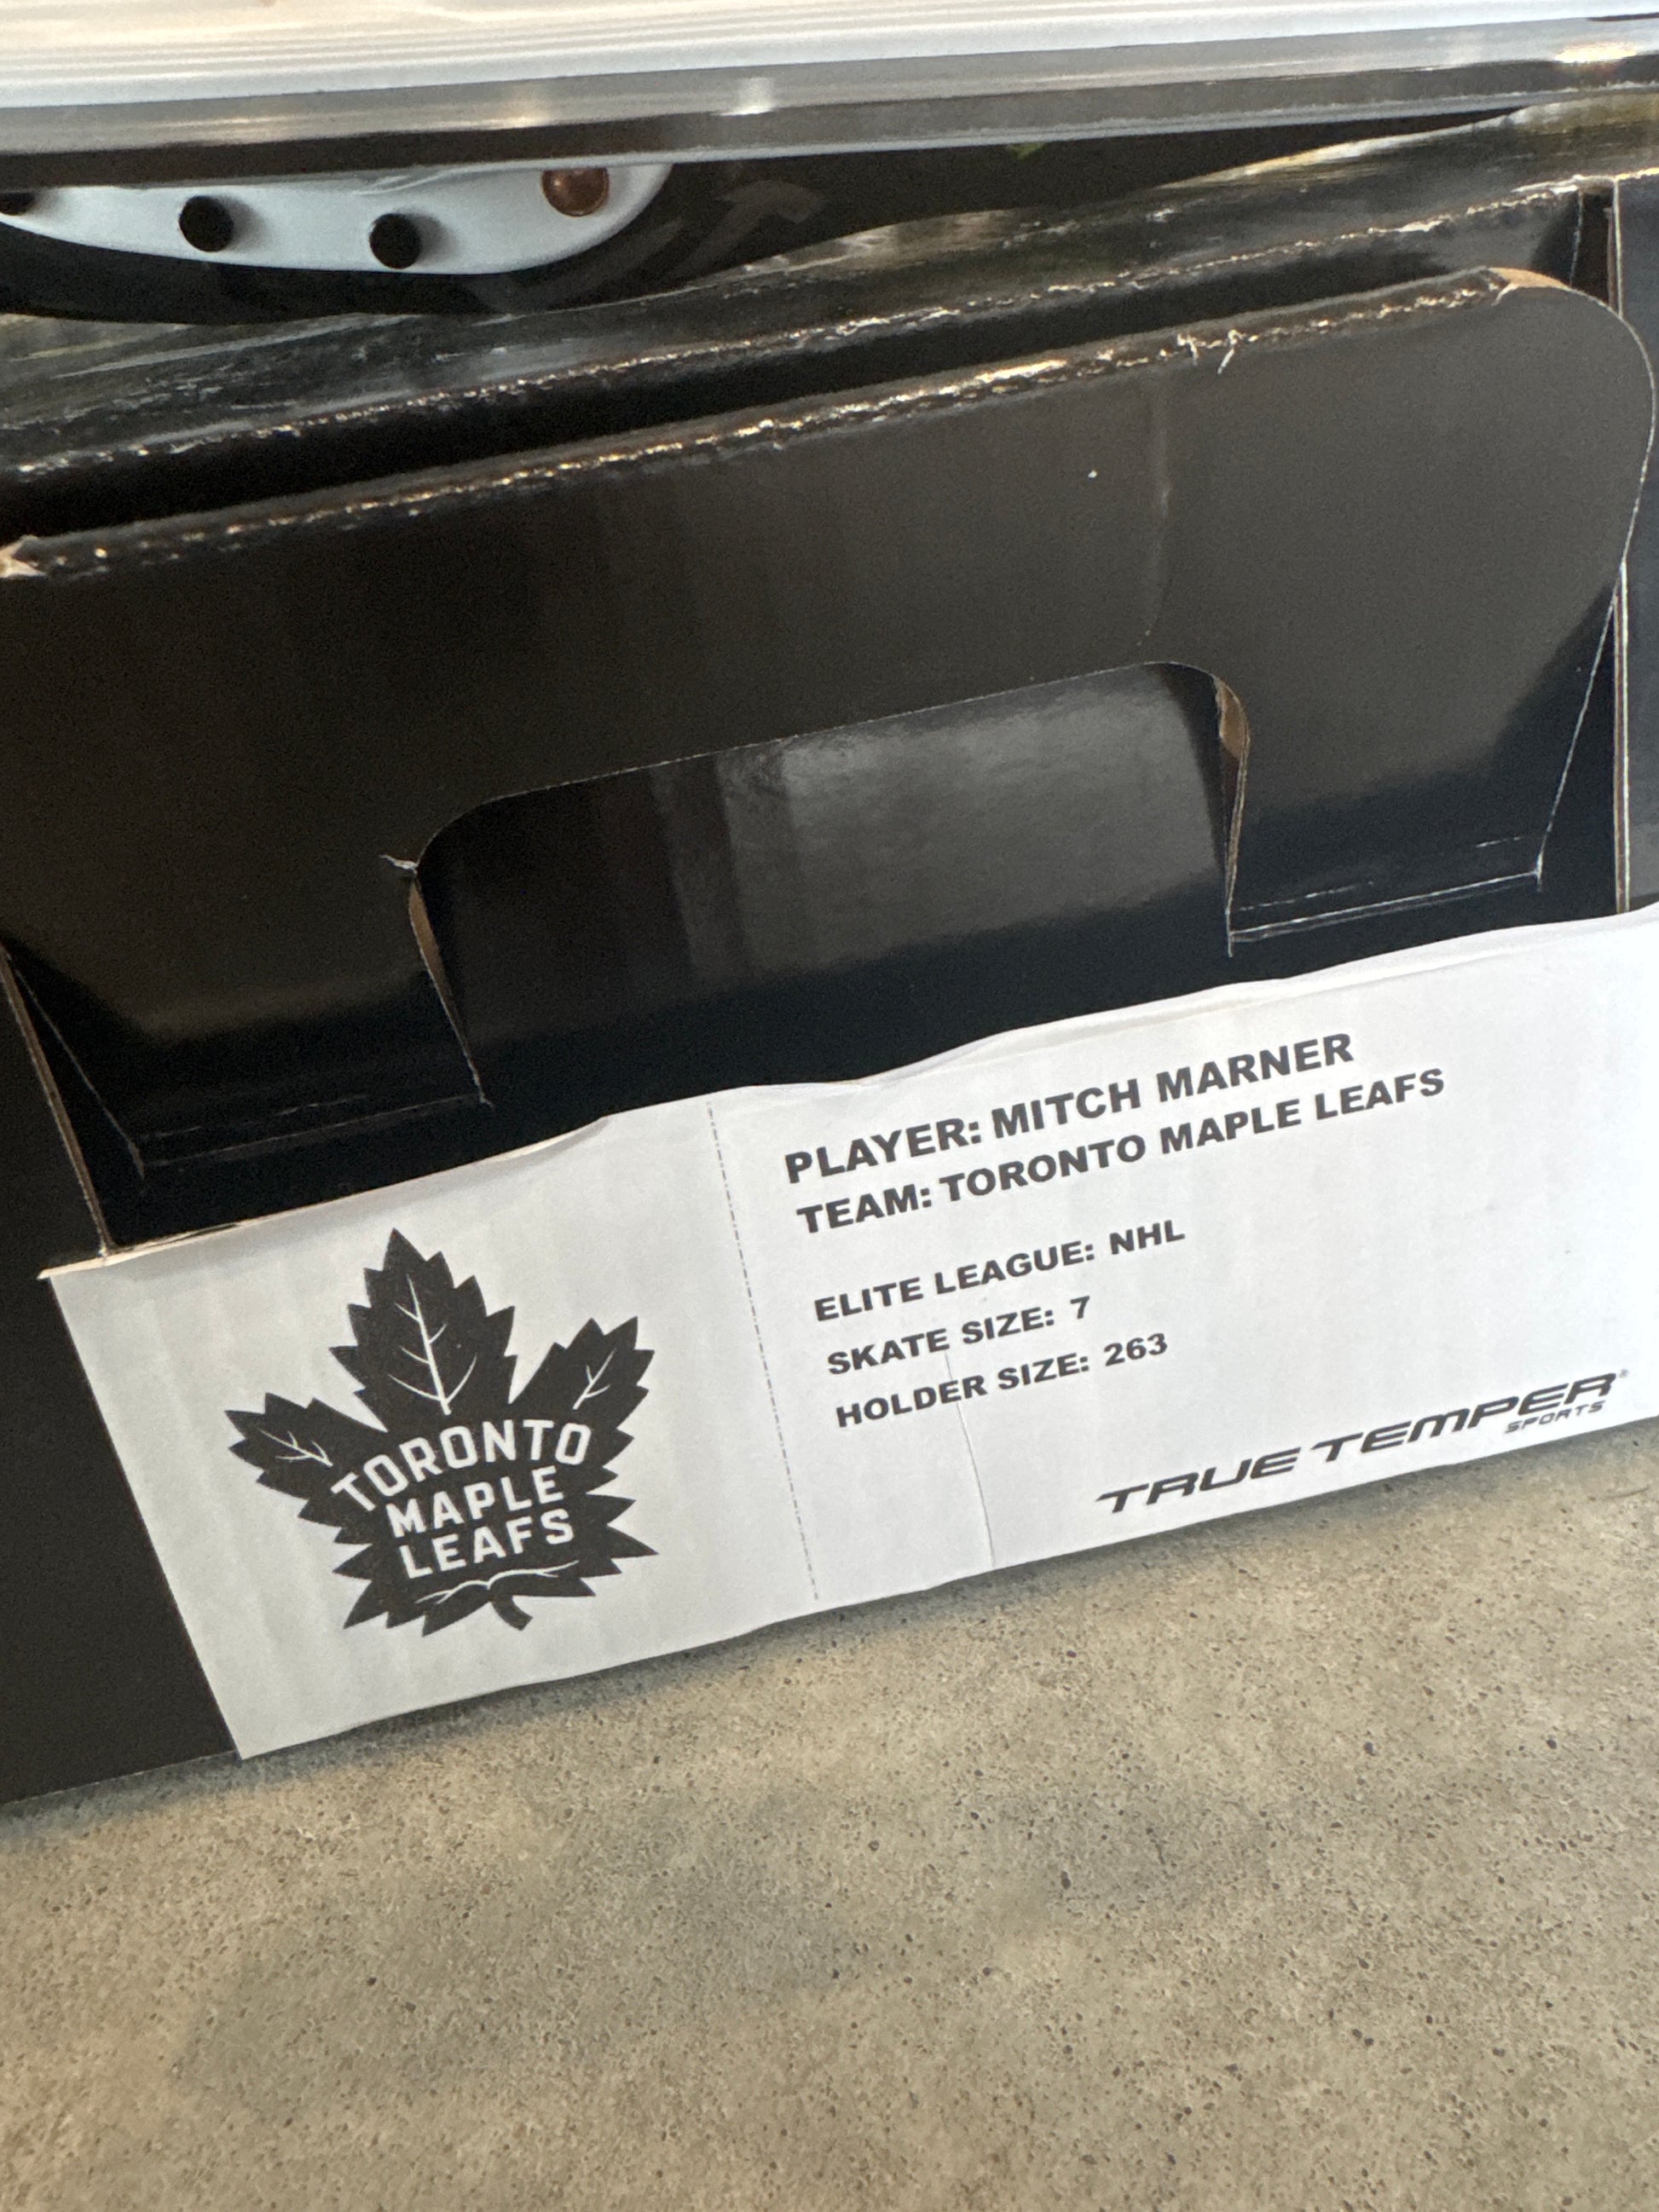 PLAYER: MITCH MARNER
TEAM: TORONTO MAPLE LEAFS
ELITE LEAGUE: NHL
SKATE SIZE: 7
HOLDER SIZE: 263
TORONTO
MAPLE
LEAFS
TRUE TEMPER®
SPORTS